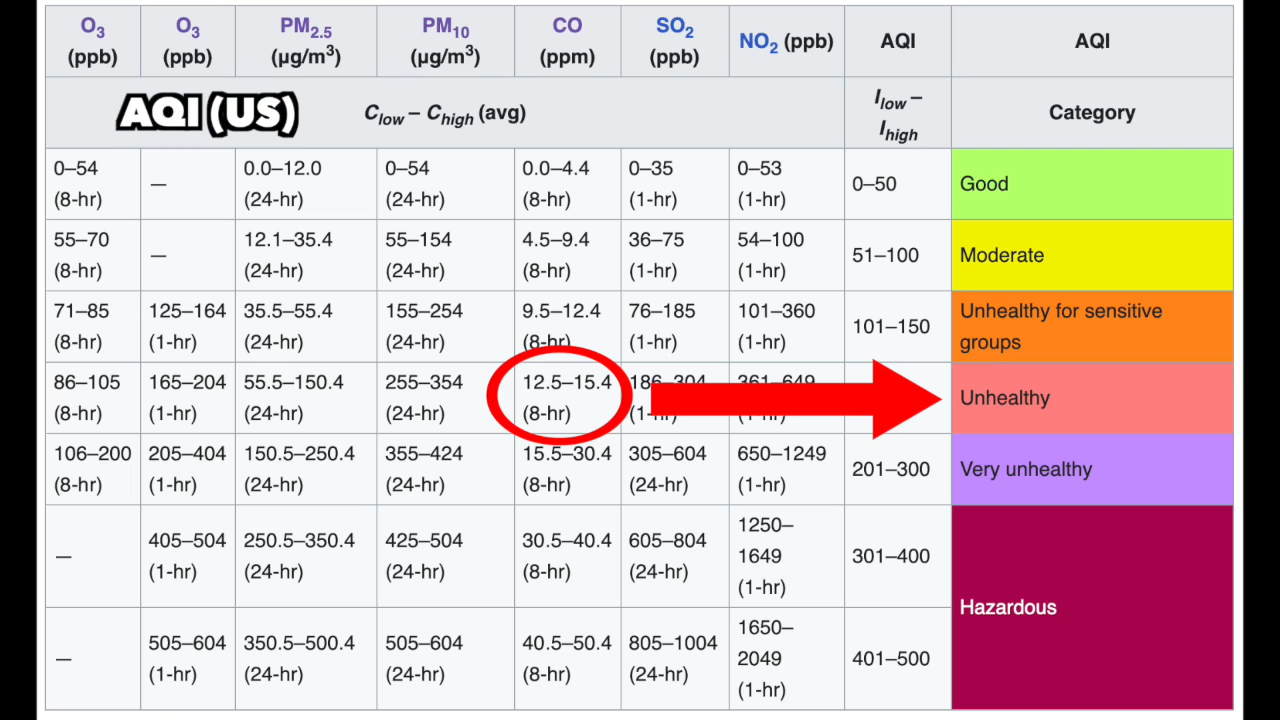 O3 O3 PM2.5 PM10 CO SO2 NO2 (ppb) AQI AQI
(ppb) (ppb) (μg/m3) (μg/m3) (ppm) (ppb)
AQI (US) Clow – Chigh (avg) Ilow – Category
Ihigh
0–54 — 0.0–12.0 0–54 0.0–4.4 0–35 0–53 0–50 Good
(8-hr) (24-hr) (24-hr) (8-hr) (1-hr) (1-hr)
55–70 — 12.1–35.4 55–154 4.5–9.4 36–75 54–100 51–100 Moderate
(8-hr) (24-hr) (24-hr) (8-hr) (1-hr) (1-hr)
71–85 125–164 35.5–55.4 155–254 9.5–12.4 76–185 101–360 101–150 Unhealthy for sensitive
(8-hr) (1-hr) (24-hr) (24-hr) (8-hr) (1-hr) (1-hr) groups
86–105 165–204 55.5–150.4 255–354 12.5–15.4 186–304 361–649 Unhealthy
(8-hr) (1-hr) (24-hr) (24-hr) (8-hr) (1-hr) (1-hr)
106–200 205–404 150.5–250.4 355–424 15.5–30.4 305–604 650–1249 201–300 Very unhealthy
(8-hr) (1-hr) (24-hr) (24-hr) (8-hr) (24-hr) (1-hr)
— 405–504 250.5–350.4 425–504 30.5–40.4 605–804 1250– 301–400 Hazardous
(1-hr) (24-hr) (24-hr) (8-hr) (24-hr) 1649
(1-hr)
— 505–604 350.5–500.4 505–604 40.5–50.4 805–1004 1650– 401–500
(1-hr) (24-hr) (24-hr) (8-hr) (24-hr) 2049
(1-hr)